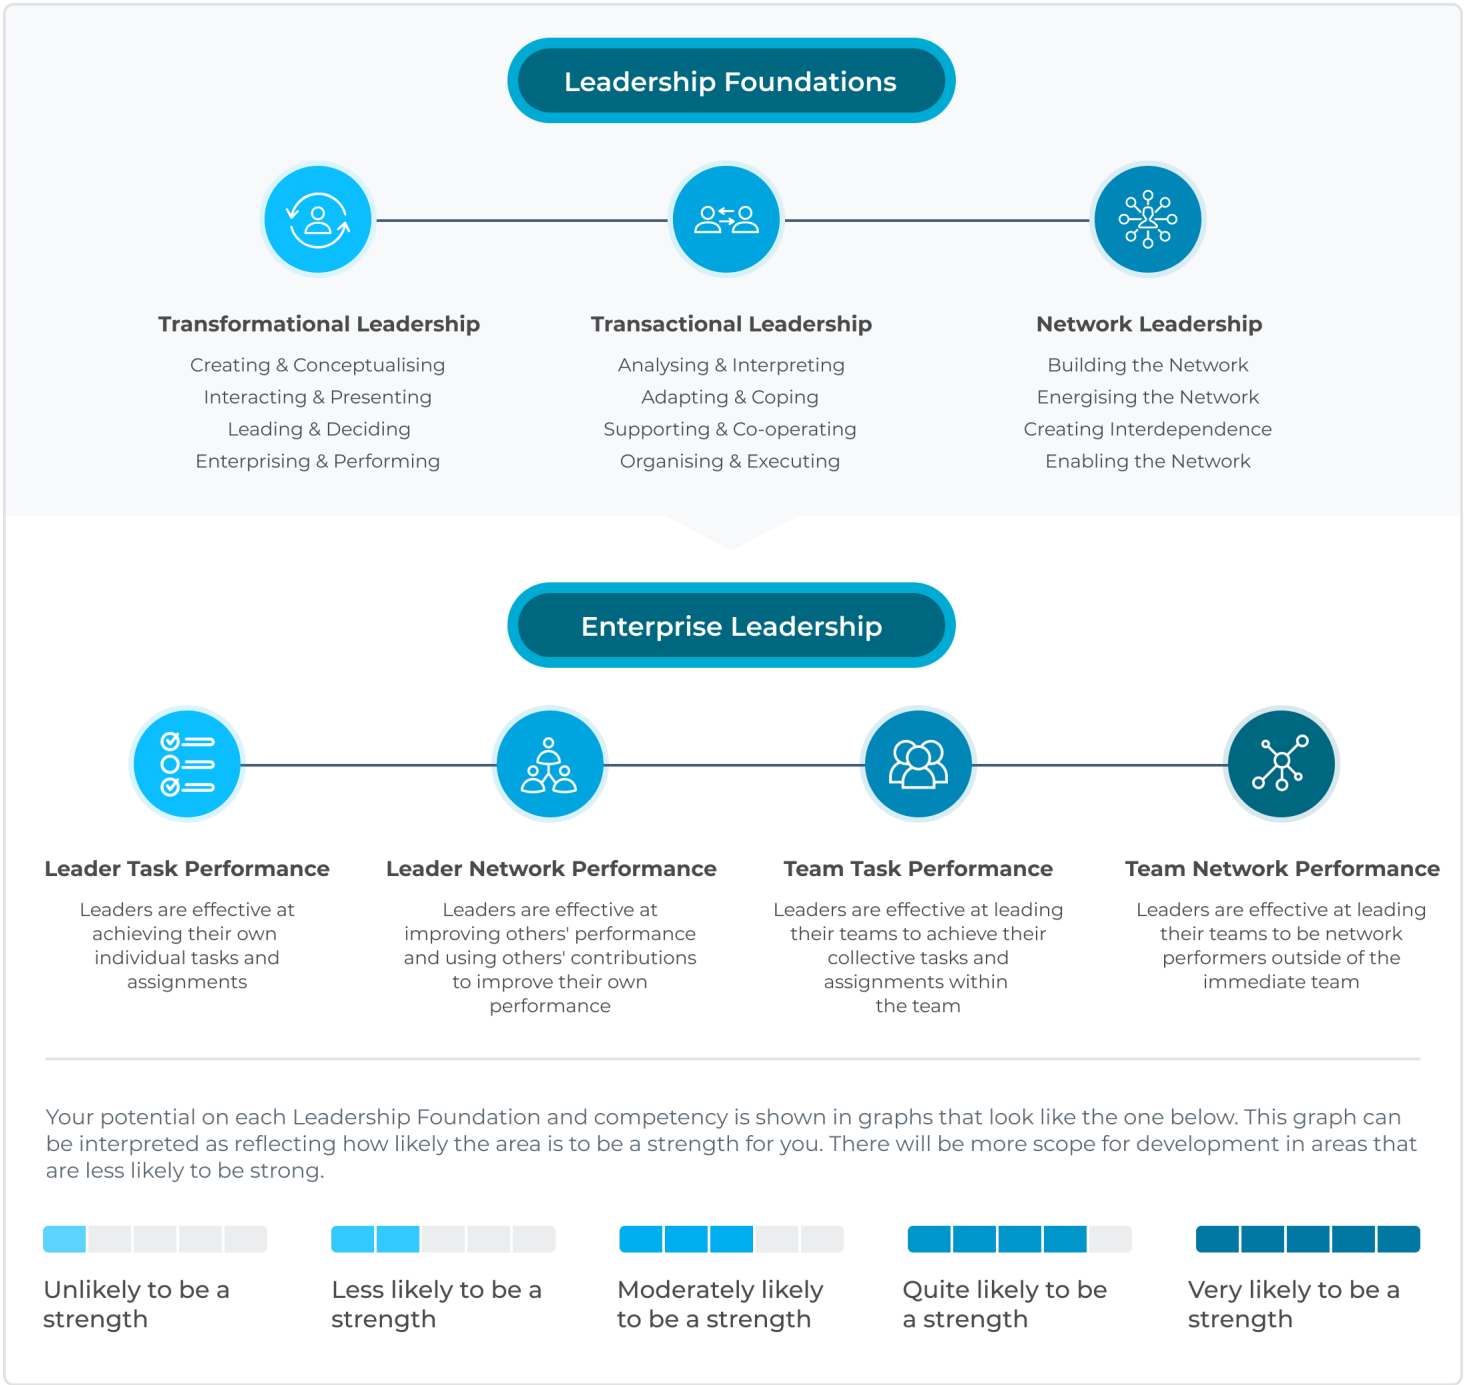 Leadership Foundations
Transformational Leadership
Creating & Conceptualising
Interacting & Presenting
Leading & Deciding
Enterprising & Performing
Transactional Leadership
Analysing & Interpreting
Adapting & Coping
Supporting & Co-operating
Organising & Executing
Network Leadership
Building the Network
Energising the Network
Creating Interdependence
Enabling the Network
Enterprise Leadership
Leader Task Performance
Leaders are effective at
achieving their own
individual tasks and
assignments
Leader Network Performance
Leaders are effective at
improving others' performance
and using others' contributions
to improve their own
performance
Team Task Performance
Leaders are effective at leading
their teams to achieve their
collective tasks and
assignments within
the team
Team Network Performance
Leaders are effective at leading
their teams to be network
performers outside of the
immediate team
Your potential on each Leadership Foundation and competency is shown in graphs that look like the one below. This graph can
be interpreted as reflecting how likely the area is to be a strength for you. There will be more scope for development in areas that
are less likely to be strong.
Unlikely to be a
strength
Less likely to be a
strength
Moderately likely
to be a strength
Quite likely to be
a strength
Very likely to be a
strength